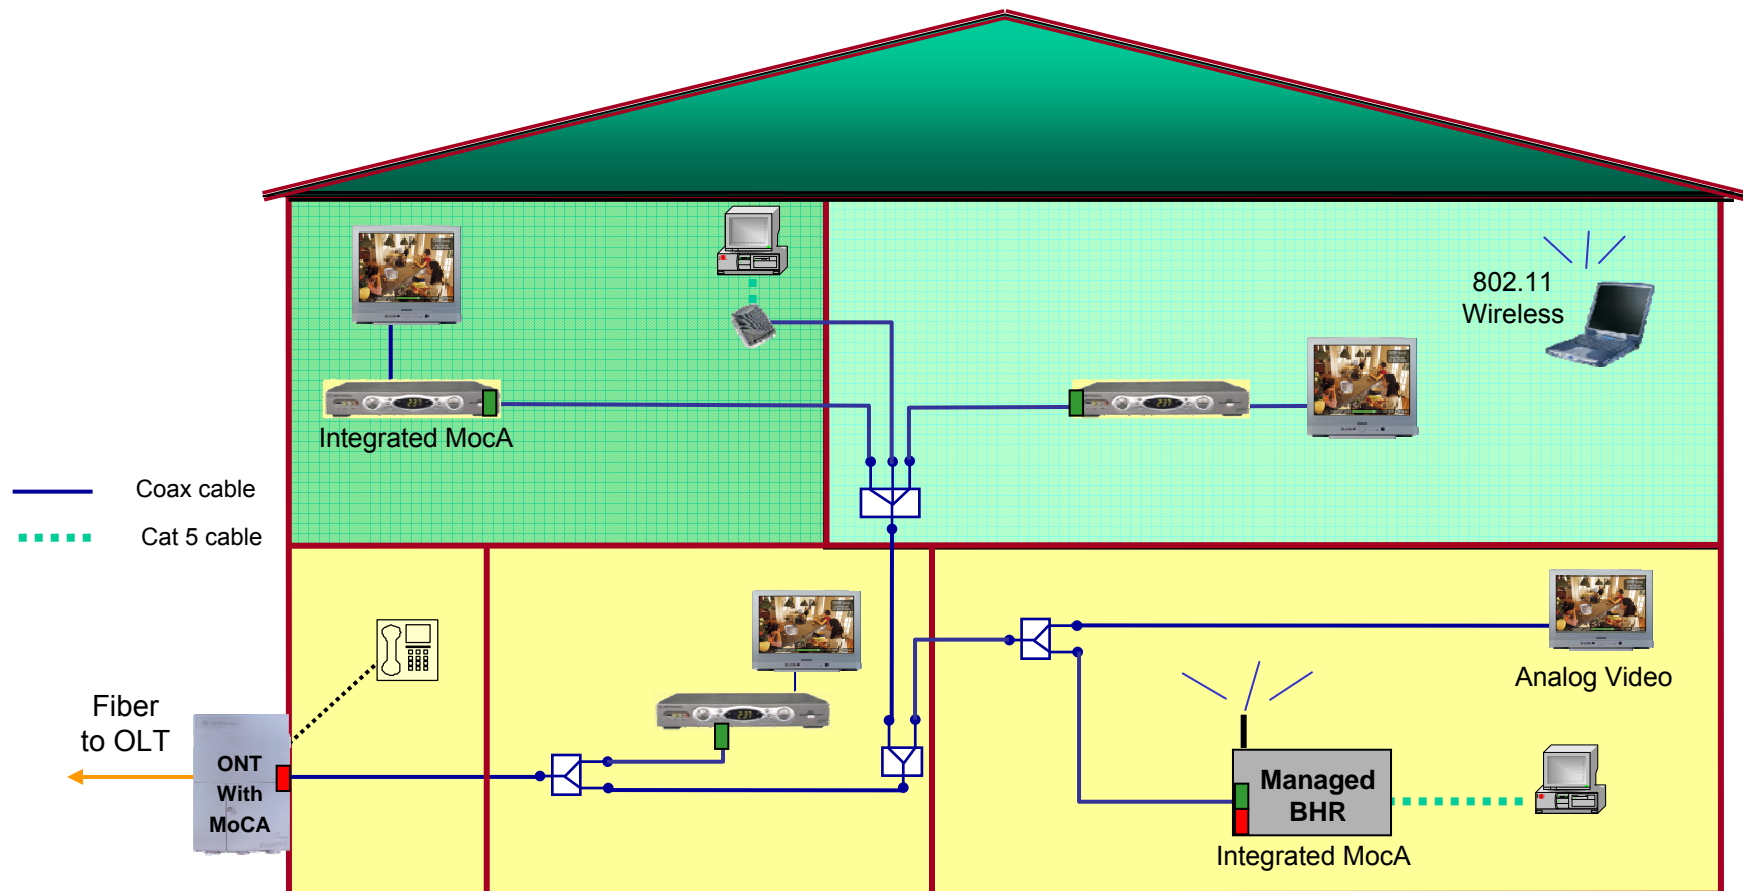 802.11
Wireless
Integrated MocA
Coax cable
Cat 5 cable
Analog Video
Fiber
to OLT
ONT
With
MoCA
Managed
BHR
Integrated MocA